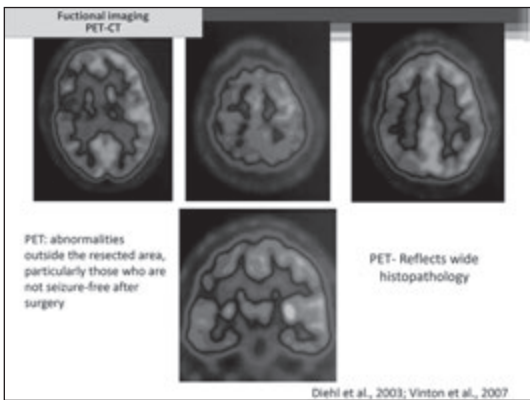 Fuctional imaging
PET-CT
PET: abnormalities
outside the resected area,
particularly those who are
not seizure-free after
surgery
PET- Reflects wide
histopathology
Diehl et al., 2003; Vinton et al., 2007